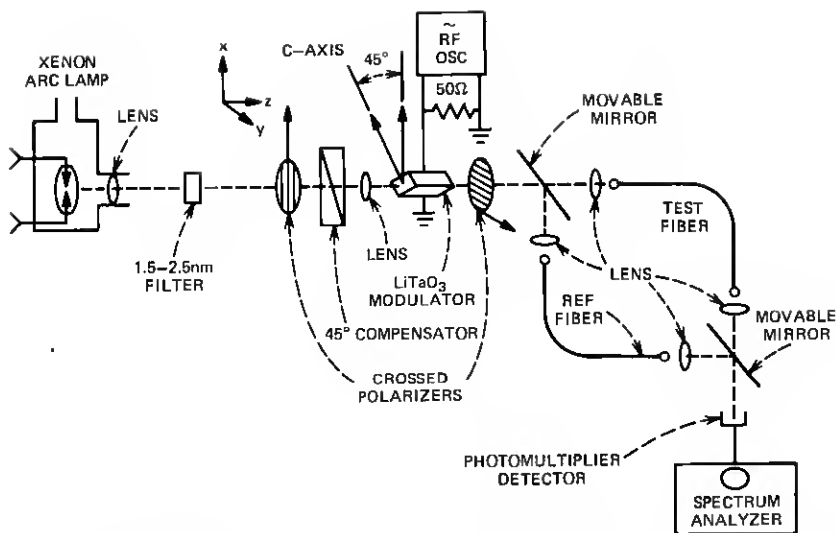 XENON
ARC LAMP
LENS
1.5–2.5nm
FILTER
x
z
y
C–AXIS
45°
~
RF
OSC
50Ω
LENS
LiTaO3
MODULATOR
45° COMPENSATOR
CROSSED
POLARIZERS
MOVABLE
MIRROR
TEST
FIBER
LENS
REF
FIBER
MOVABLE
MIRROR
PHOTOMULTIPLIER
DETECTOR
SPECTRUM
ANALYZER